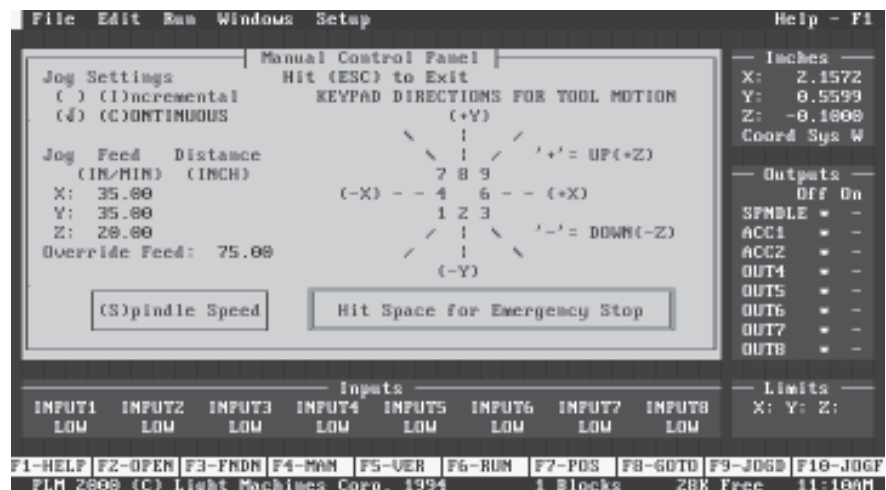 File Edit Run Windows Setup Help - F1
Manual Control Panel
Jog Settings Hit (ESC) to Exit
( ) (I)ncremental KEYPAD DIRECTIONS FOR TOOL MOTION
(√) (C)ONTINUOUS (+Y)
'+'= UP(+Z)
Jog Feed Distance
(IN/MIN) (INCH) 7 8 9
X: 35.00 (-X) - - 4 6 - - (+X)
Y: 35.00 1 2 3
Z: 20.00 '-'= DOWN(-Z)
Override Feed: 75.00
(-Y)
(S)pindle Speed Hit Space for Emergency Stop
Inches
X: 2.1572
Y: 0.5599
Z: -0.1000
Coord Sys W
Outputs
Off On
SPNDLE -
ACC1 -
ACC2 -
OUT4 -
OUT5 -
OUT6 -
OUT7 -
OUT8 -
Inputs
INPUT1 INPUT2 INPUT3 INPUT4 INPUT5 INPUT6 INPUT7 INPUT8
LOW LOW LOW LOW LOW LOW LOW LOW
Limits
X: Y: Z:
F1-HELP F2-OPEN F3-FNDN F4-MAN F5-VER F6-RUN F7-POS F8-GOTO F9-JOGD F10-JOGF
PLM 2000 (C) Light Machines Corp. 1994 1 Blocks 28K Free 11:10AM